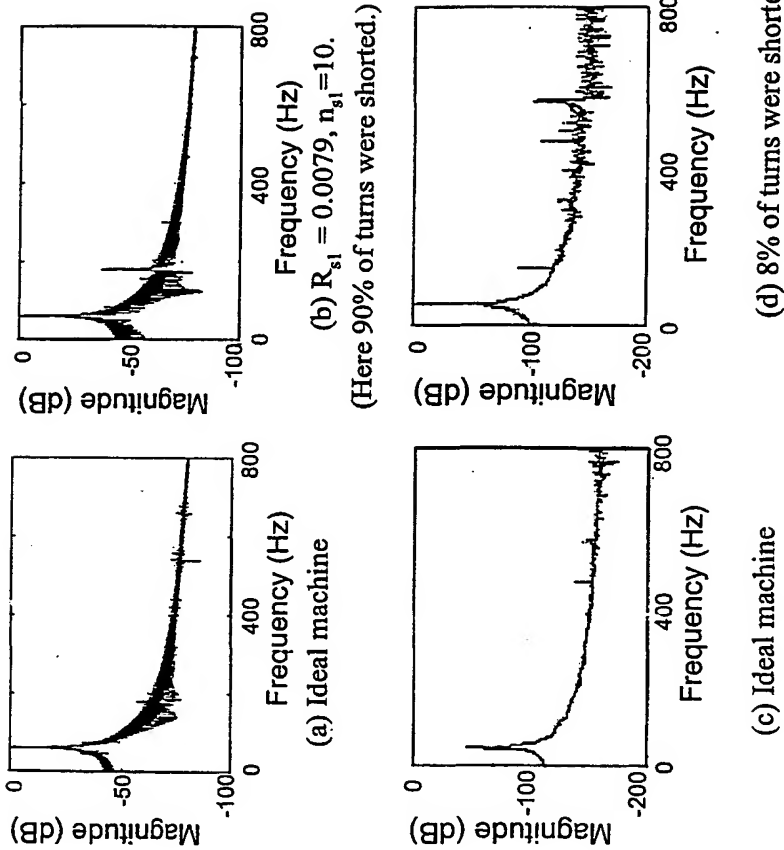 0
-50
-100
Magnitude (dB)
0
400
800
Frequency (Hz)
(a) Ideal machine
0
-50
-100
Magnitude (dB)
0
400
800
Frequency (Hz)
(b) R_s1 = 0.0079, n_s1=10.
(Here 90% of turns were shorted.)
0
-100
-200
Magnitude (dB)
0
400
800
Frequency (Hz)
(c) Ideal machine
0
-100
-200
Magnitude (dB)
0
400
800
Frequency (Hz)
(d) 8% of turns were shorte